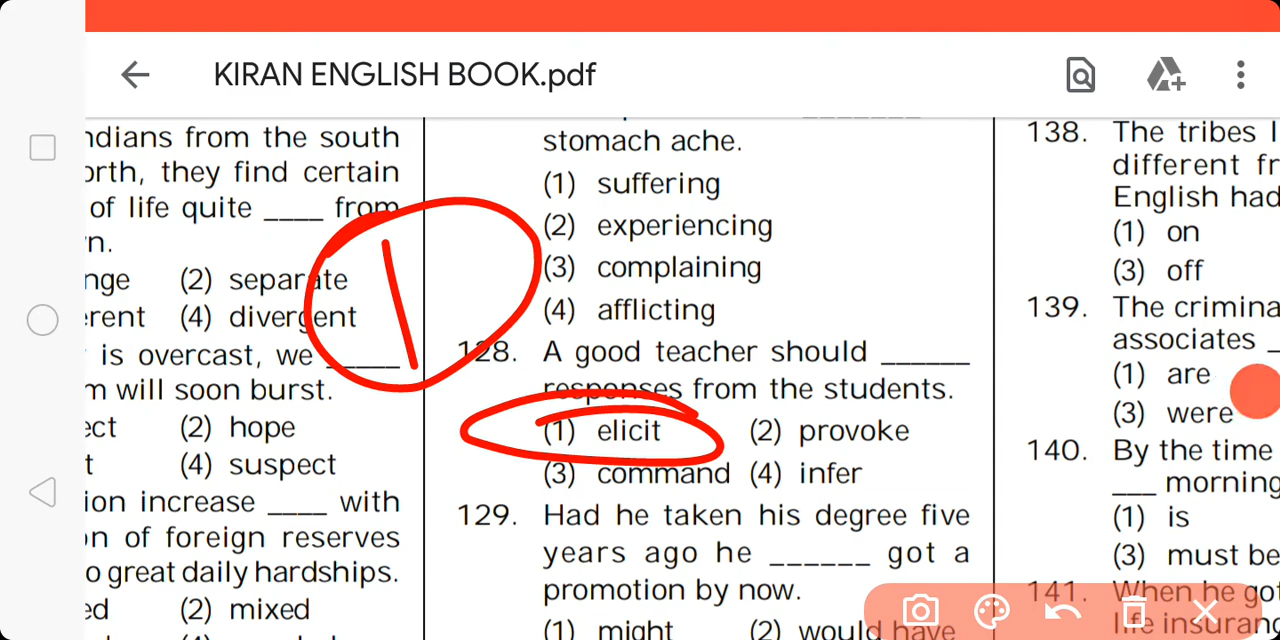 KIRAN ENGLISH BOOK.pdf
ndians from the south
orth, they find certain
of life quite ____ from
n.
nge (2) separate
erent (4) divergent
is overcast, we _____
m will soon burst.
ect (2) hope
t (4) suspect
ion increase ____ with
on of foreign reserves
o great daily hardships.
ed (2) mixed
stomach ache.
(1) suffering
(2) experiencing
(3) complaining
(4) afflicting
128. A good teacher should ______
responses from the students.
(1) elicit (2) provoke
(3) command (4) infer
129. Had he taken his degree five
years ago he ______ got a
promotion by now.
(1) might (2) would have
138. The tribes l
different fr
English had
(1) on
(3) off
139. The crimina
associates _
(1) are
(3) were
140. By the time
___ morning
(1) is
(3) must be
141. When he got
life insuran
1